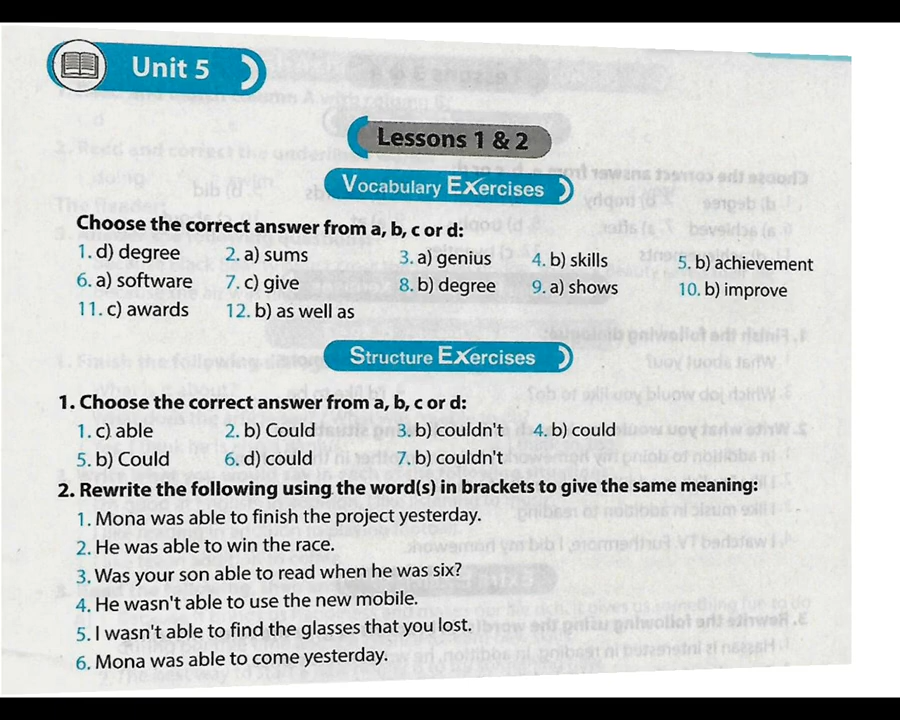 Unit 5
Lessons 1 & 2
Vocabulary EXercises
Choose the correct answer from a, b, c or d:
1. d) degree 2. a) sums 3. a) genius 4. b) skills 5. b) achievement
6. a) software 7. c) give 8. b) degree 9. a) shows 10. b) improve
11. c) awards 12. b) as well as
Structure EXercises
1. Choose the correct answer from a, b, c or d:
1. c) able 2. b) Could 3. b) couldn't 4. b) could
5. b) Could 6. d) could 7. b) couldn't
2. Rewrite the following using the word(s) in brackets to give the same meaning:
1. Mona was able to finish the project yesterday.
2. He was able to win the race.
3. Was your son able to read when he was six?
4. He wasn't able to use the new mobile.
5. I wasn't able to find the glasses that you lost.
6. Mona was able to come yesterday.